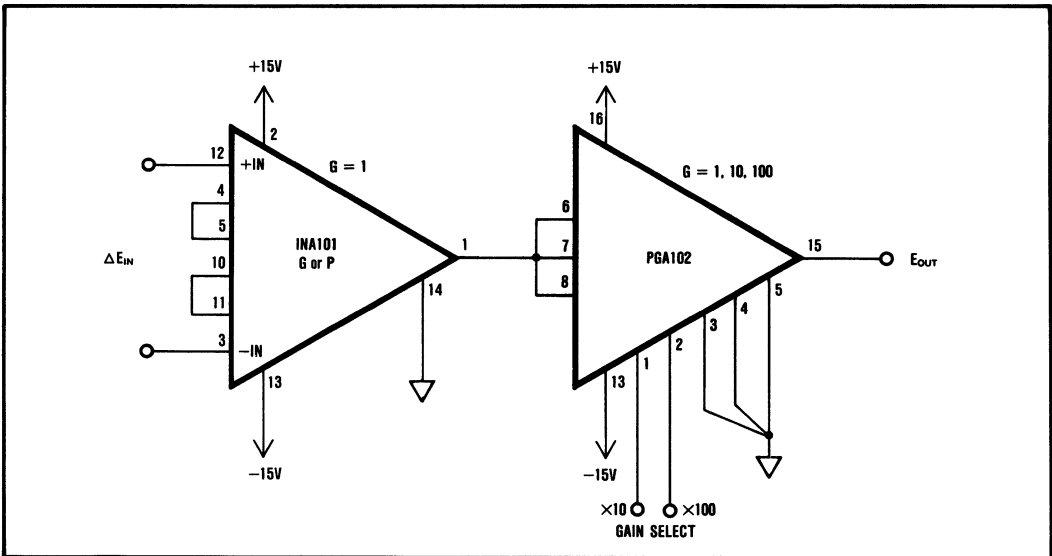 +15V
2
12
+IN
G = 1
4
5
ΔE_IN
INA101
G or P
10
11
3
−IN
13
−15V
1
14
+15V
16
G = 1, 10, 100
6
7
8
PGA102
15
E_OUT
5
4
3
2
1
13
−15V
×10
×100
GAIN SELECT